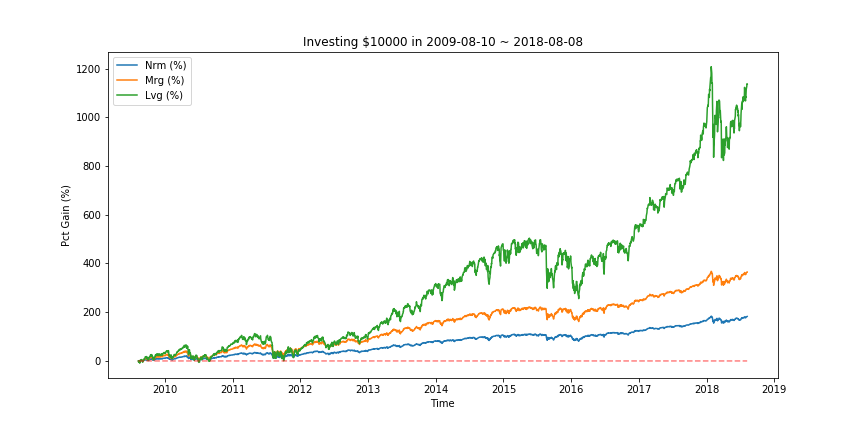 Investing $10000 in 2009-08-10 ~ 2018-08-08
Nrm (%)
Mrg (%)
Lvg (%)
Pct Gain (%)
1200
1000
800
600
400
200
0
2010 2011 2012 2013 2014 2015 2016 2017 2018 2019
Time